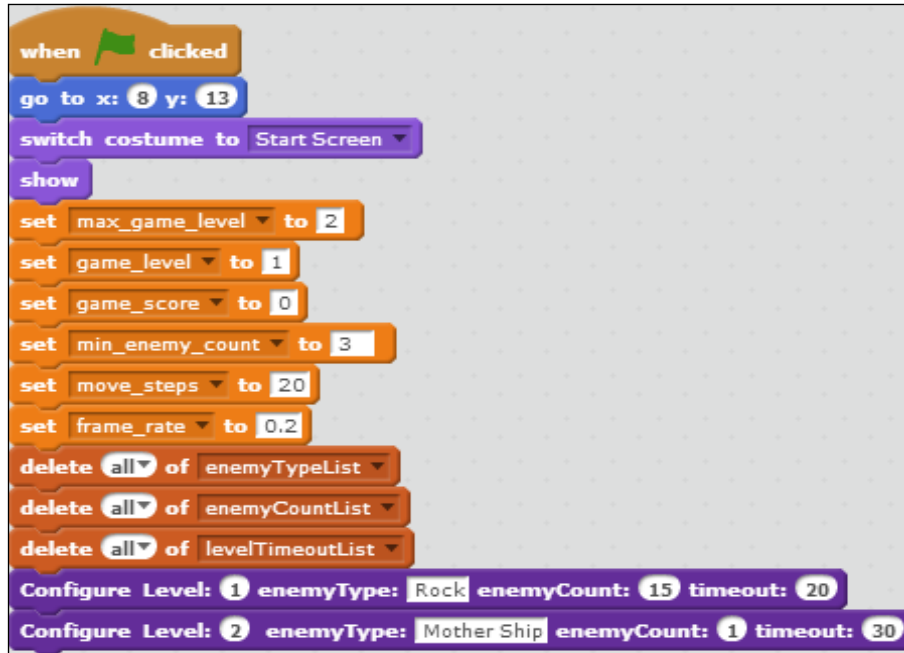 when clicked
go to x: 8 y: 13
switch costume to Start Screen
show
set max_game_level to 2
set game_level to 1
set game_score to 0
set min_enemy_count to 3
set move_steps to 20
set frame_rate to 0.2
delete all of enemyTypeList
delete all of enemyCountList
delete all of levelTimeoutList
Configure Level: 1 enemyType: Rock enemyCount: 15 timeout: 20
Configure Level: 2 enemyType: Mother Ship enemyCount: 1 timeout: 30